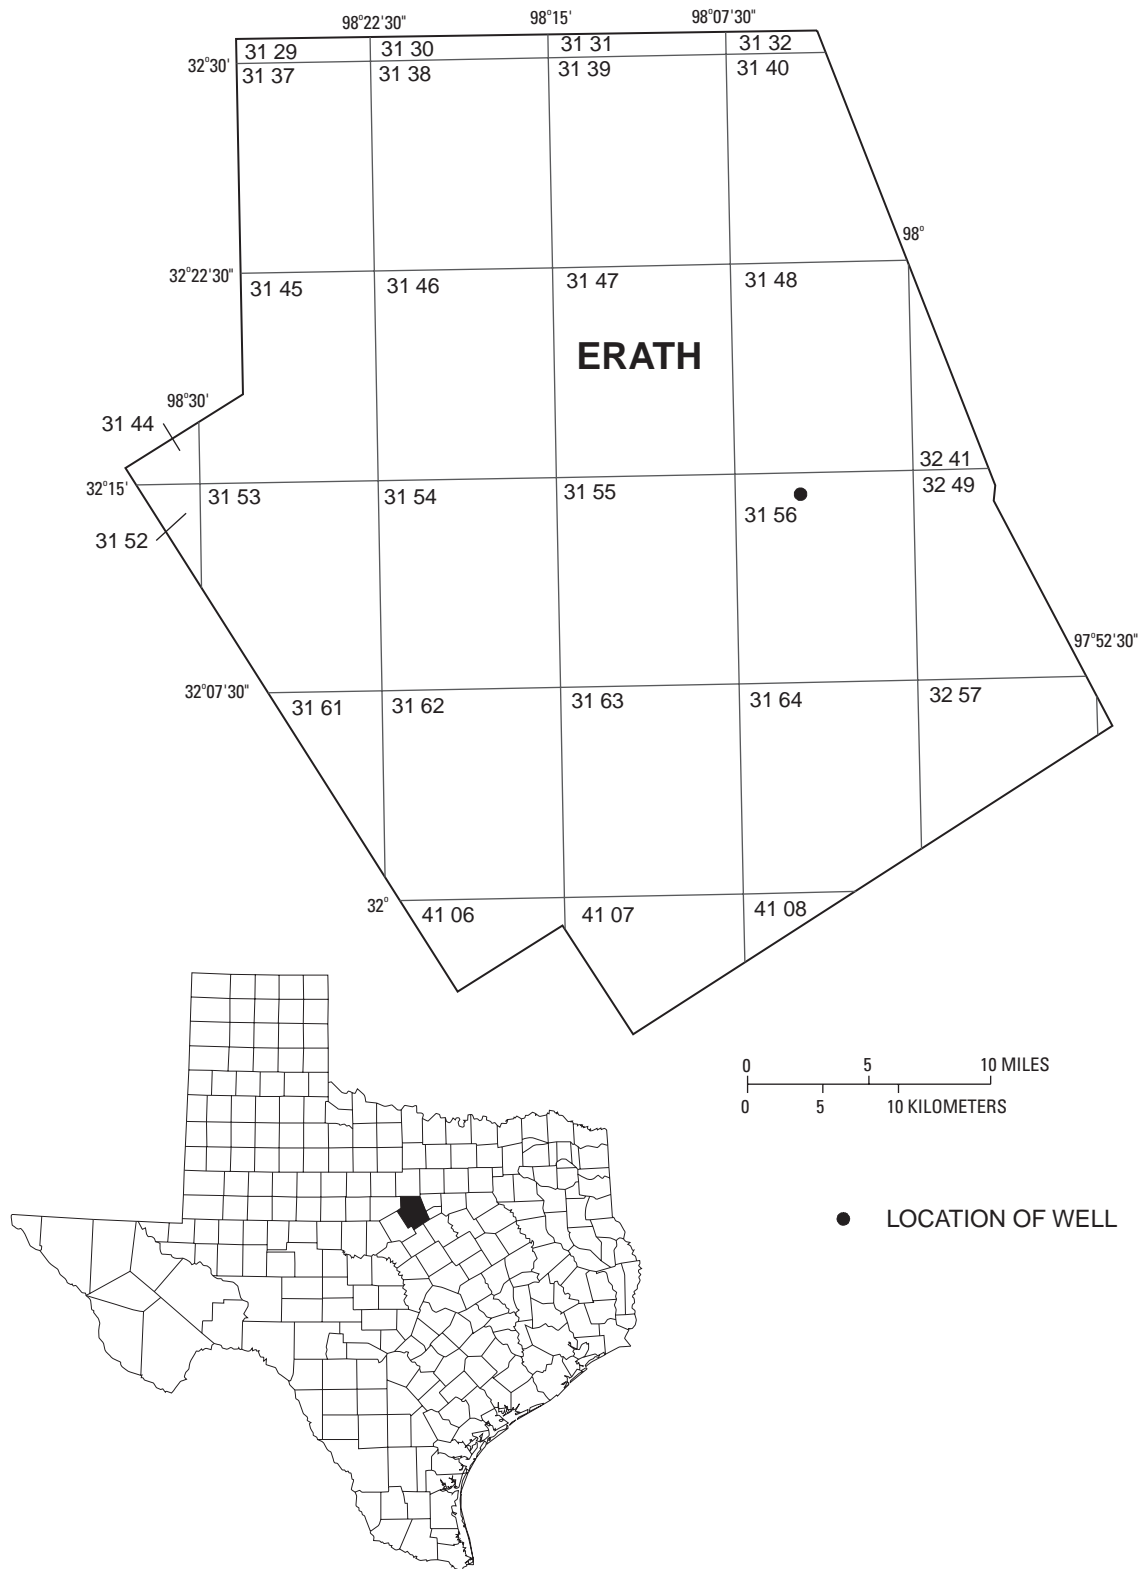 98°22'30" 98°15' 98°07'30"
31 29 31 30 31 31 31 32
32°30'
31 37 31 38 31 39 31 40
98°
32°22'30"
31 45 31 46 31 47 31 48
ERATH
98°30'
31 44
32 41
32°15'
31 53 31 54 31 55 32 49
31 56
31 52
97°52'30"
32°07'30"
31 61 31 62 31 63 31 64 32 57
32°
41 06 41 07 41 08
0 5 10 MILES
0 5 10 KILOMETERS
LOCATION OF WELL